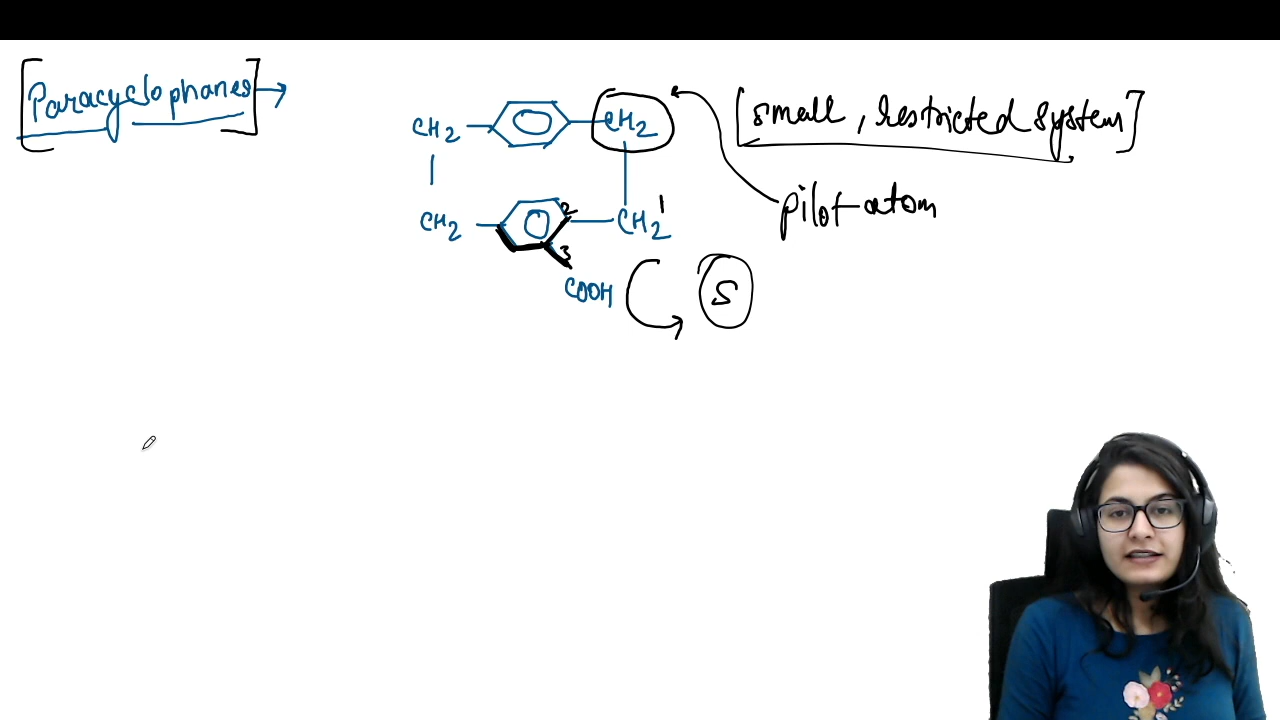 Paracyclophanes →
CH2 CH2 [small, restricted system]
pilot-atom
CH2 2 CH2 1
3
COOH S